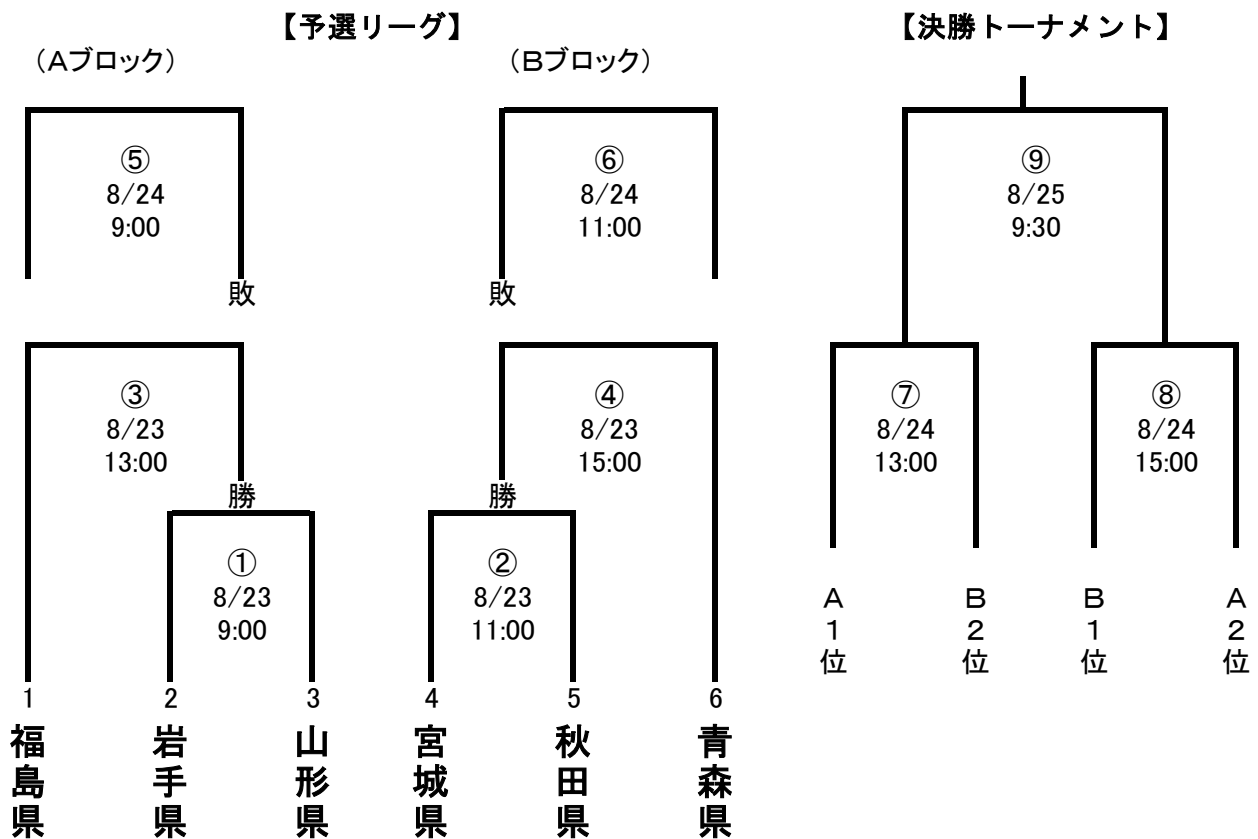 【予選リーグ】
(Aブロック)
(Bブロック)
⑤
8/24
9:00
敗
⑥
8/24
11:00
敗
③
8/23
13:00
勝
④
8/23
15:00
勝
①
8/23
9:00
②
8/23
11:00
1
福島県
2
岩手県
3
山形県
4
宮城県
5
秋田県
6
青森県
【決勝トーナメント】
⑨
8/25
9:30
⑦
8/24
13:00
⑧
8/24
15:00
A1位
B2位
B1位
A2位